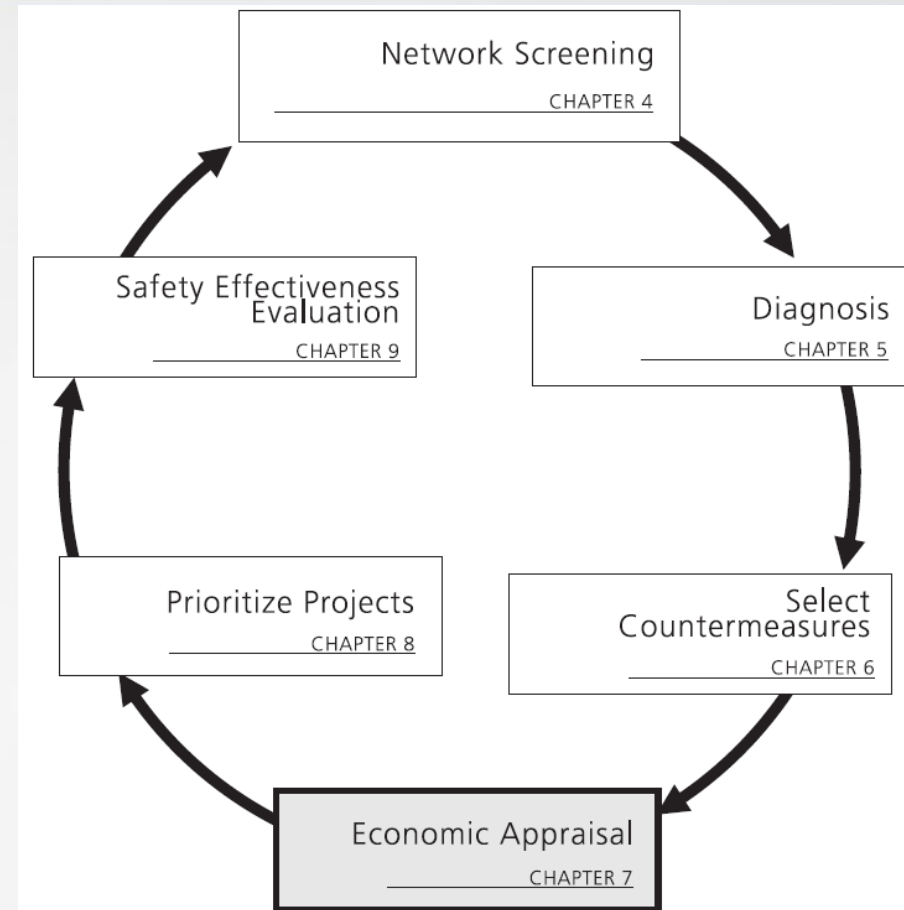 Network Screening
CHAPTER 4
Diagnosis
CHAPTER 5
Select
Countermeasures
CHAPTER 6
Economic Appraisal
CHAPTER 7
Prioritize Projects
CHAPTER 8
Safety Effectiveness
Evaluation
CHAPTER 9